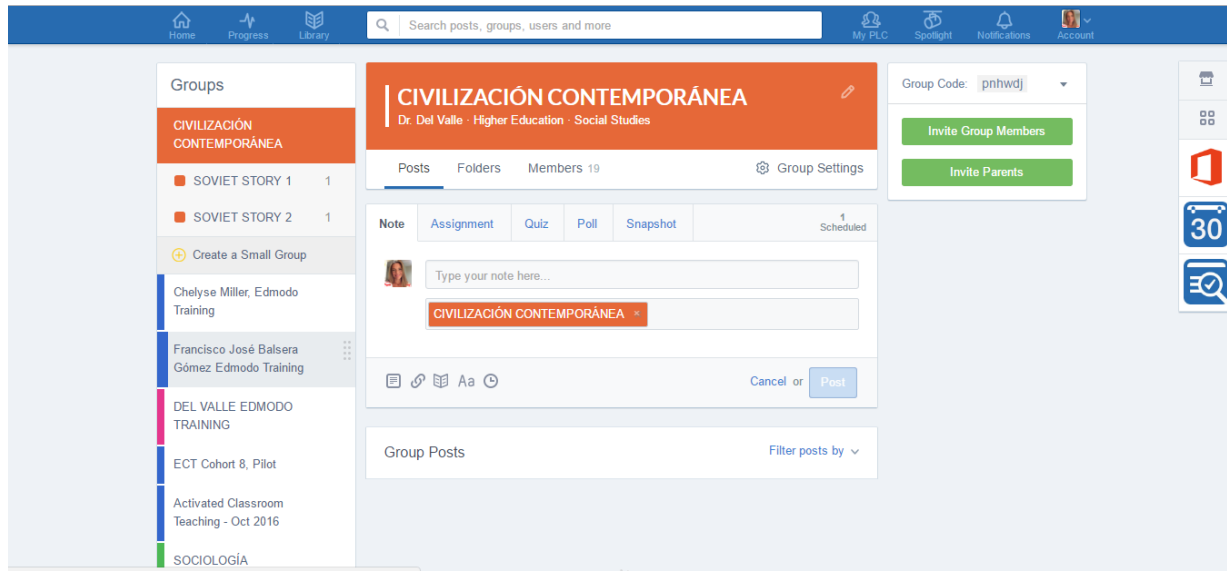 Home
Progress
Library
Search posts, groups, users and more
My PLC
Spotlight
Notifications
Account
Groups
CIVILIZACIÓN
CONTEMPORÁNEA
SOVIET STORY 1 1
SOVIET STORY 2 1
Create a Small Group
Chelyse Miller, Edmodo
Training
Francisco José Balsera
Gómez Edmodo Training
DEL VALLE EDMODO
TRAINING
ECT Cohort 8, Pilot
Activated Classroom
Teaching - Oct 2016
SOCIOLOGÍA
CIVILIZACIÓN CONTEMPORÁNEA
Dr. Del Valle · Higher Education · Social Studies
Posts
Folders
Members 19
Group Settings
Note
Assignment
Quiz
Poll
Snapshot
1
Scheduled
Type your note here...
CIVILIZACIÓN CONTEMPORÁNEA ×
Aa
Cancel or Post
Group Posts
Filter posts by
Group Code: pnhwdj
Invite Group Members
Invite Parents
30